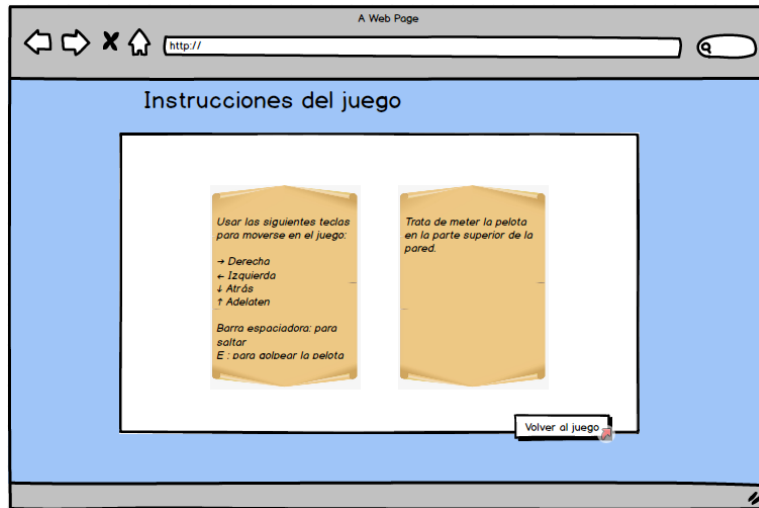 A Web Page
http://
Instrucciones del juego
Usar las siguientes teclas
para moverse en el juego:
→ Derecha
← Izquierda
↓ Atrás
↑ Adelaten
Barra espaciadora: para
saltar
E : para golpear la pelota
Trata de meter la pelota
en la parte superior de la
pared.
Volver al juego